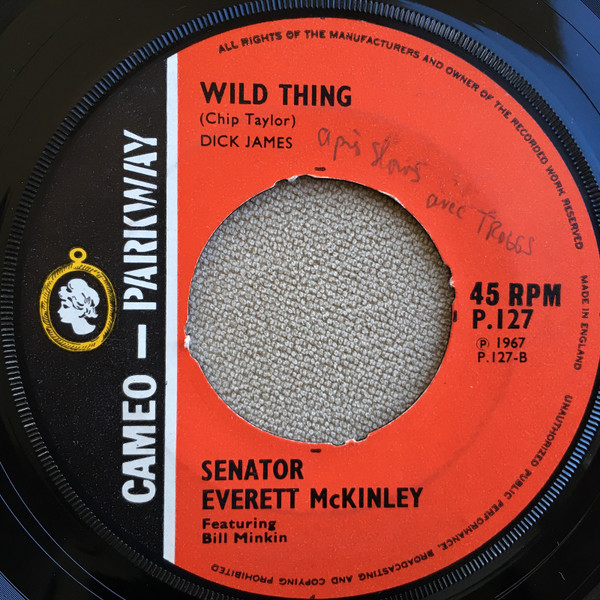 ALL RIGHTS OF THE MANUFACTURERS AND OWNER OF THE RECORDED WORK RESERVED
WILD THING
(Chip Taylor)
DICK JAMES
après slows
avec TROGGS
CAMEO — PARKWAY
45 RPM
P.127
Ⓟ 1967
P.127-B
MADE IN ENGLAND
SENATOR
EVERETT McKINLEY
Featuring
Bill Minkin
UNAUTHORIZED PUBLIC PERFORMANCE, BROADCASTING AND COPYING PROHIBITED